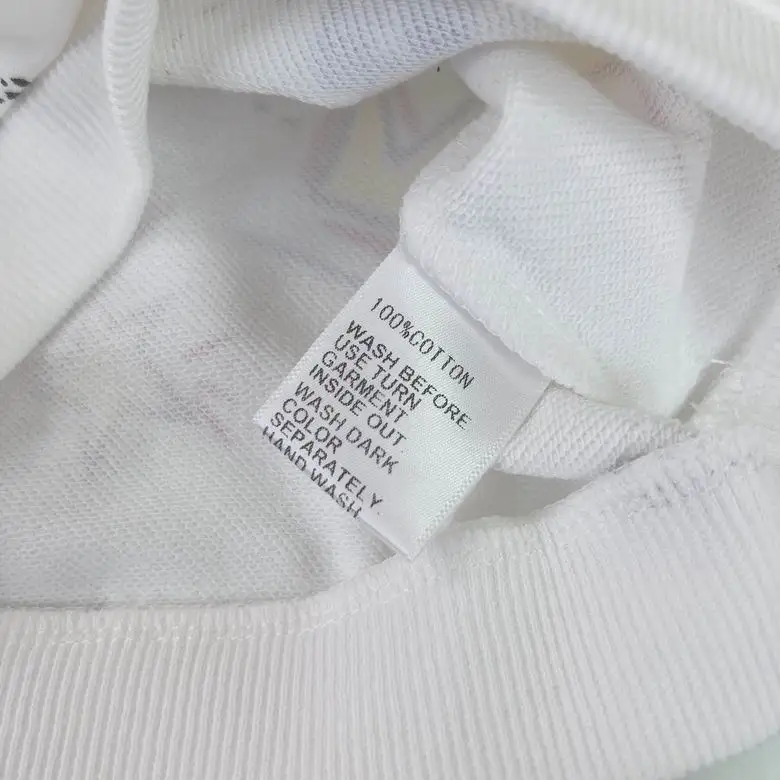 100%COTTON
WASH BEFORE
USE TURN
GARMENT
INSIDE OUT
WASH DARK
COLOR
SEPARATELY.
HAND WASH